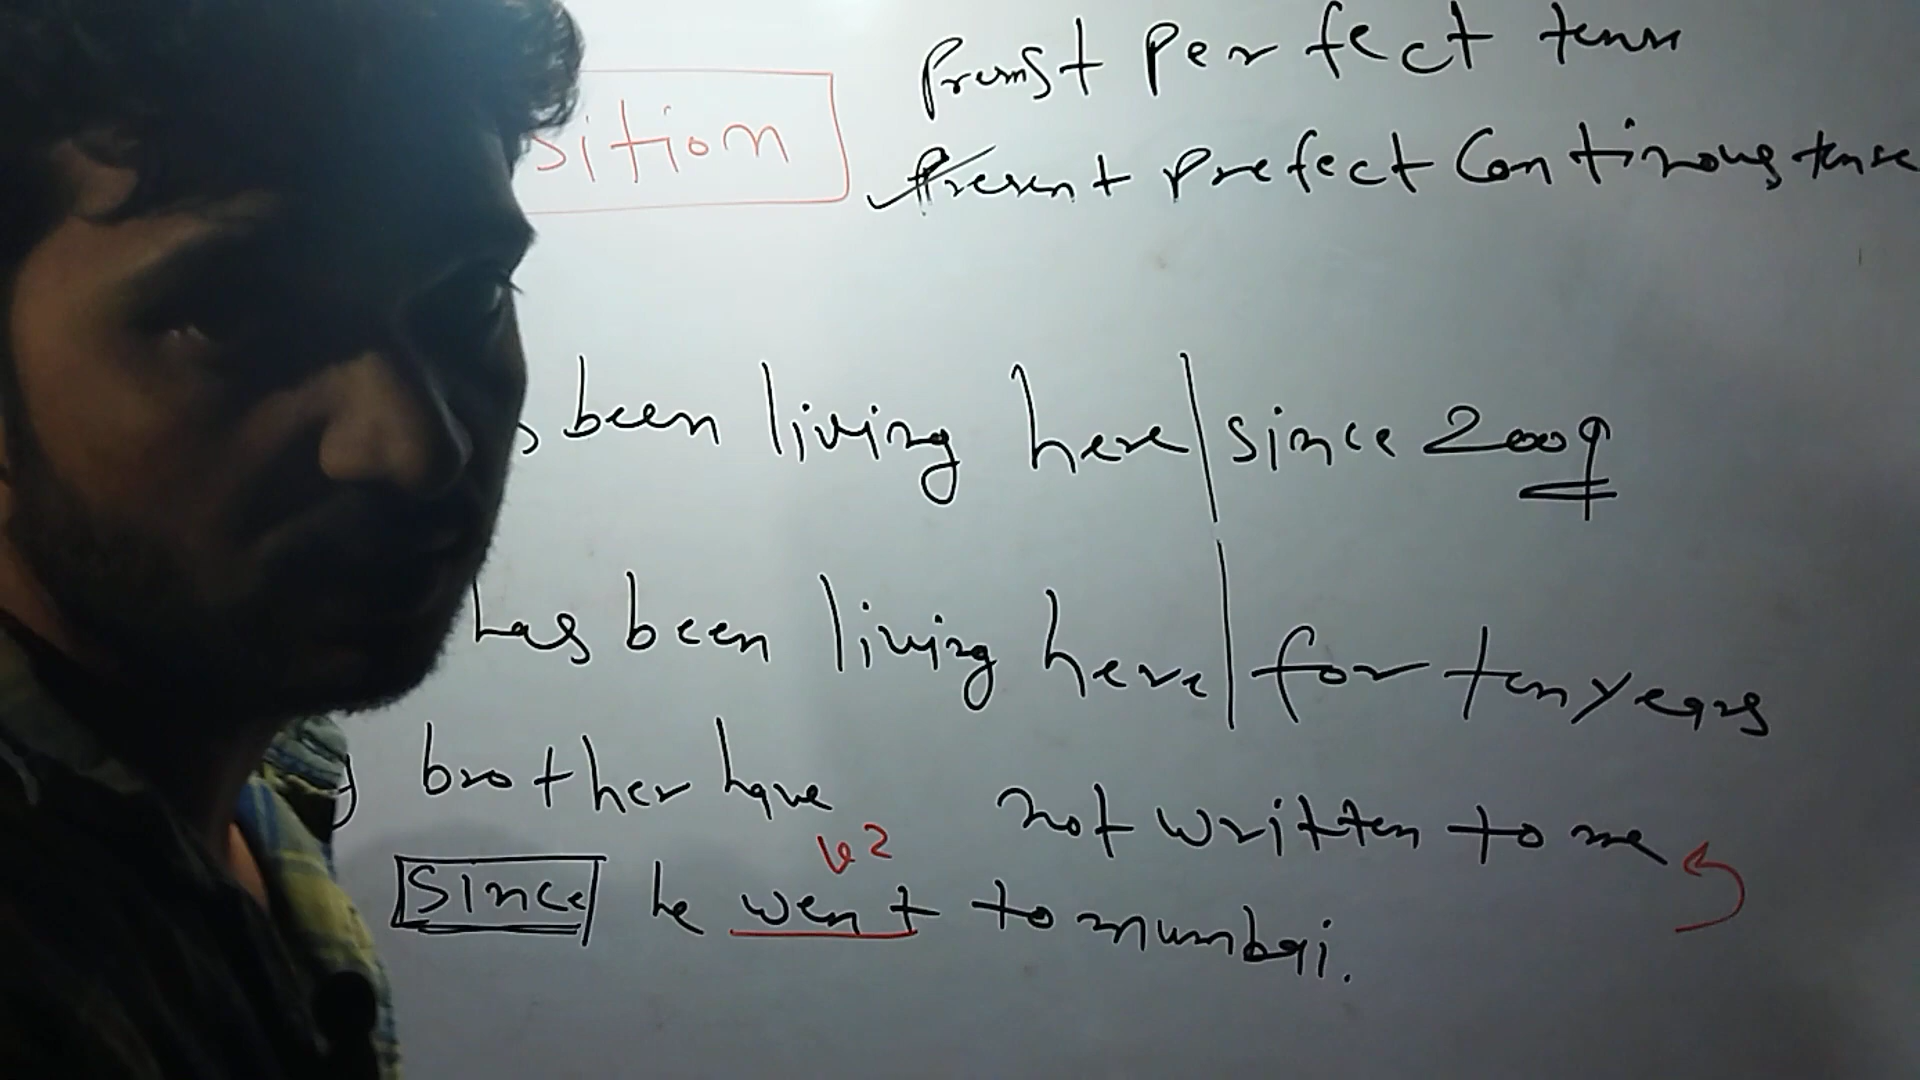 Present perfect tense
sition
Present prefect Continous tense
s been living here | since 2009
has been living here | for ten years
brother have not written to me
v2
Since he went to mumbai.